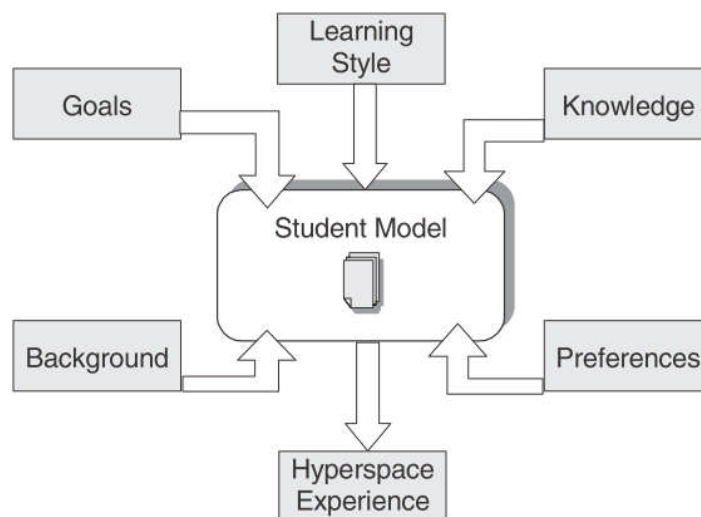 Learning
Style
Goals
Knowledge
Student Model
Background
Preferences
Hyperspace
Experience